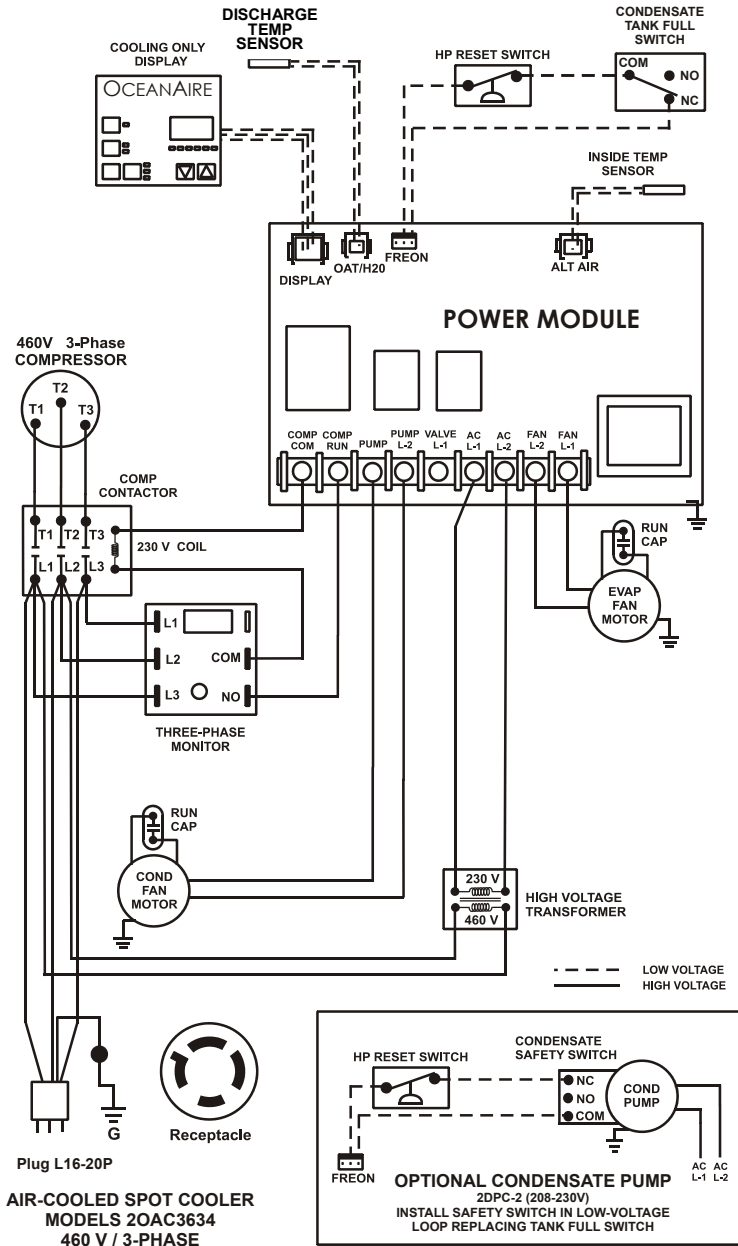 DISCHARGE
TEMP
SENSOR
CONDENSATE
TANK FULL
SWITCH
COOLING ONLY
DISPLAY
HP RESET SWITCH
COM
NO
NC
OCEANAIRE
INSIDE TEMP
SENSOR
DISPLAY
OAT/H20
FREON
ALT AIR
POWER MODULE
460V 3-Phase
COMPRESSOR
T2
T1
T3
COMP
COM
COMP
RUN
PUMP
PUMP
L-2
VALVE
L-1
AC
L-1
AC
L-2
FAN
L-2
FAN
L-1
COMP
CONTACTOR
T1
T2
T3
230 V COIL
L1
L2
L3
RUN
CAP
EVAP
FAN
MOTOR
L1
L2
COM
L3
NO
THREE-PHASE
MONITOR
RUN
CAP
COND
FAN
MOTOR
230 V
460 V
HIGH VOLTAGE
TRANSFORMER
LOW VOLTAGE
HIGH VOLTAGE
G
Receptacle
Plug L16-20P
AIR-COOLED SPOT COOLER
MODELS 2OAC3634
460 V / 3-PHASE
HP RESET SWITCH
CONDENSATE
SAFETY SWITCH
NC
NO
COM
COND
PUMP
FREON
AC
L-1
AC
L-2
OPTIONAL CONDENSATE PUMP
2DPC-2 (208-230V)
INSTALL SAFETY SWITCH IN LOW-VOLTAGE
LOOP REPLACING TANK FULL SWITCH